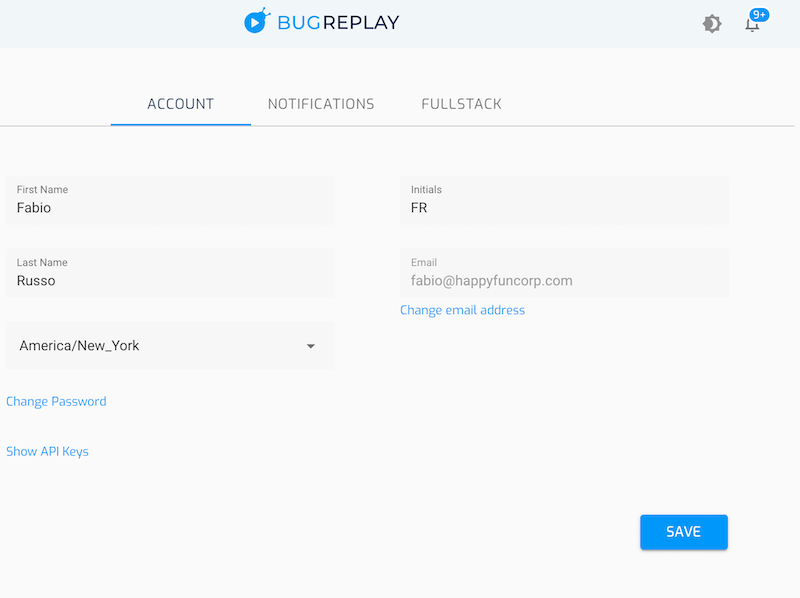 BUGREPLAY
9+
ACCOUNT
NOTIFICATIONS
FULLSTACK
First Name
Fabio
Initials
FR
Last Name
Russo
Email
fabio@happyfuncorp.com
Change email address
America/New_York
Change Password
Show API Keys
SAVE